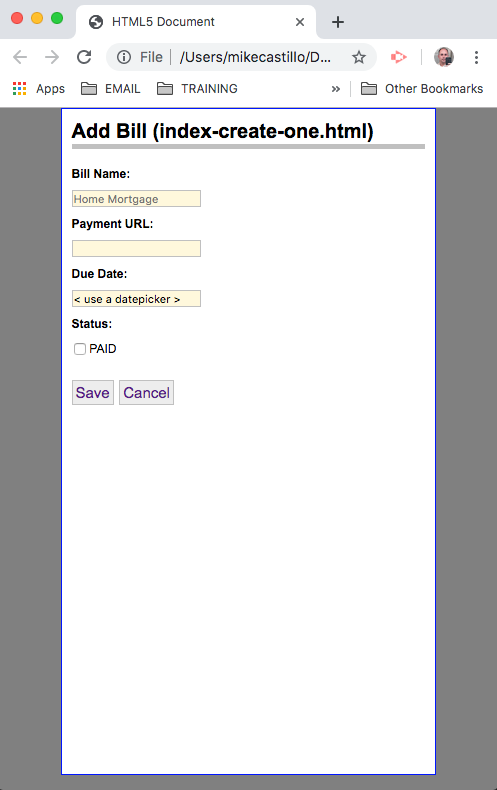 HTML5 Document
File
/Users/mikecastillo/D...
Apps EMAIL TRAINING » Other Bookmarks
Add Bill (index-create-one.html)
Bill Name:
Home Mortgage
Payment URL:
Due Date:
< use a datepicker >
Status:
PAID
Save Cancel